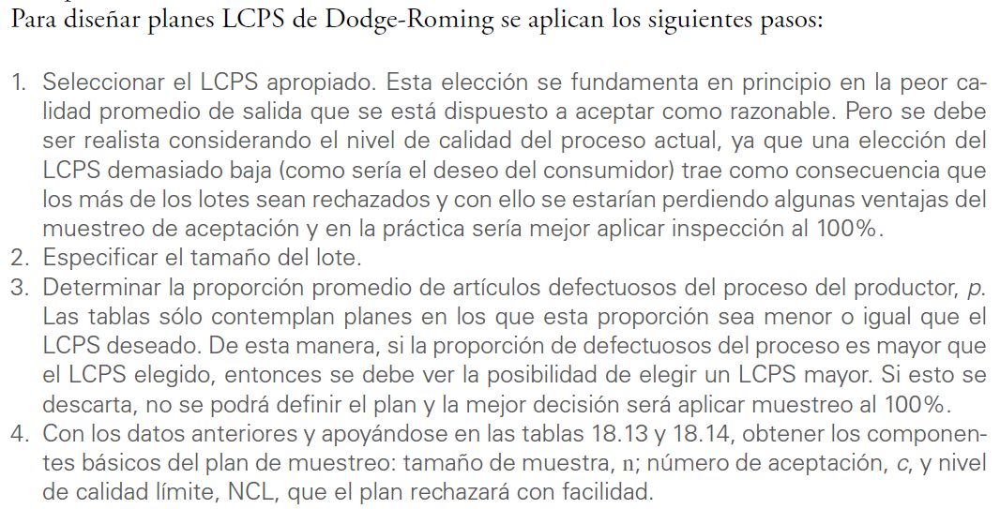 Para diseñar planes LCPS de Dodge-Roming se aplican los siguientes pasos:
1. Seleccionar el LCPS apropiado. Esta elección se fundamenta en principio en la peor ca-
lidad promedio de salida que se está dispuesto a aceptar como razonable. Pero se debe
ser realista considerando el nivel de calidad del proceso actual, ya que una elección del
LCPS demasiado baja (como sería el deseo del consumidor) trae como consecuencia que
los más de los lotes sean rechazados y con ello se estarían perdiendo algunas ventajas del
muestreo de aceptación y en la práctica sería mejor aplicar inspección al 100%.
2. Especificar el tamaño del lote.
3. Determinar la proporción promedio de artículos defectuosos del proceso del productor, p.
Las tablas sólo contemplan planes en los que esta proporción sea menor o igual que el
LCPS deseado. De esta manera, si la proporción de defectuosos del proceso es mayor que
el LCPS elegido, entonces se debe ver la posibilidad de elegir un LCPS mayor. Si esto se
descarta, no se podrá definir el plan y la mejor decisión será aplicar muestreo al 100%.
4. Con los datos anteriores y apoyándose en las tablas 18.13 y 18.14, obtener los componen-
tes básicos del plan de muestreo: tamaño de muestra, n; número de aceptación, c, y nivel
de calidad límite, NCL, que el plan rechazará con facilidad.